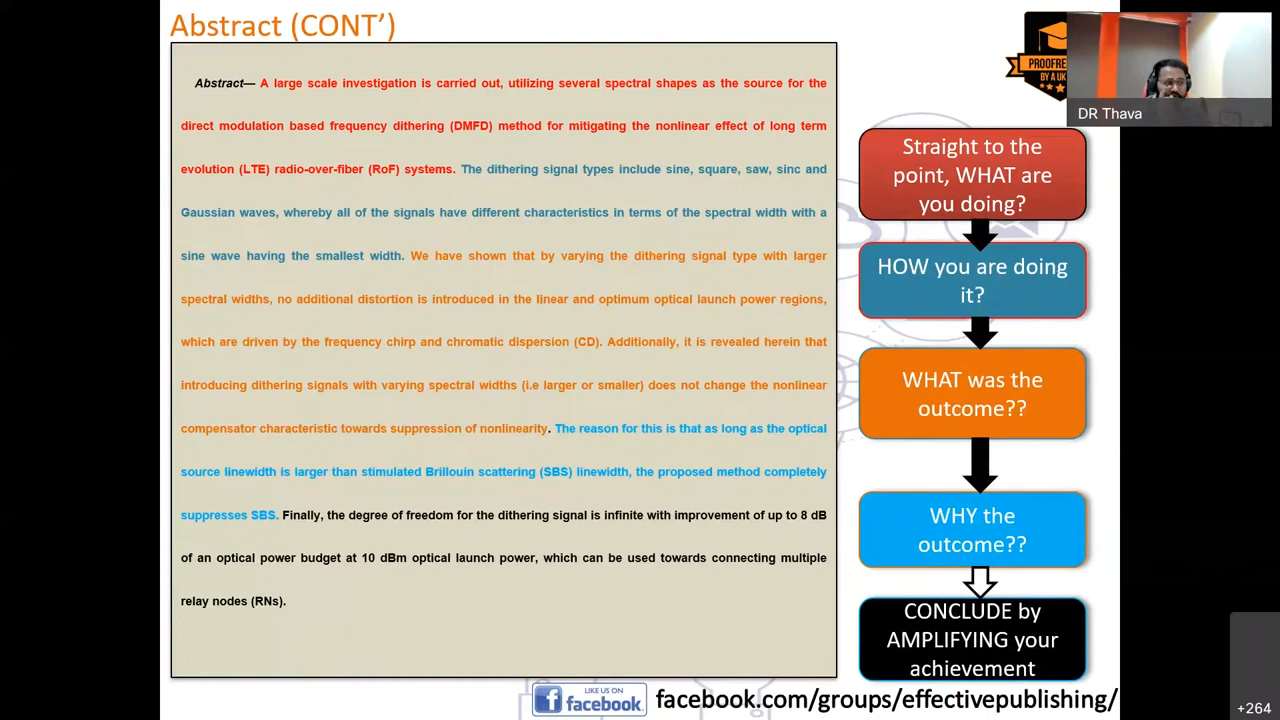 Abstract (CONT')
Abstract— A large scale investigation is carried out, utilizing several spectral shapes as the source for the
direct modulation based frequency dithering (DMFD) method for mitigating the nonlinear effect of long term
evolution (LTE) radio-over-fiber (RoF) systems. The dithering signal types include sine, square, saw, sinc and
Gaussian waves, whereby all of the signals have different characteristics in terms of the spectral width with a
sine wave having the smallest width. We have shown that by varying the dithering signal type with larger
spectral widths, no additional distortion is introduced in the linear and optimum optical launch power regions,
which are driven by the frequency chirp and chromatic dispersion (CD). Additionally, it is revealed herein that
introducing dithering signals with varying spectral widths (i.e larger or smaller) does not change the nonlinear
compensator characteristic towards suppression of nonlinearity. The reason for this is that as long as the optical
source linewidth is larger than stimulated Brillouin scattering (SBS) linewidth, the proposed method completely
suppresses SBS. Finally, the degree of freedom for the dithering signal is infinite with improvement of up to 8 dB
of an optical power budget at 10 dBm optical launch power, which can be used towards connecting multiple
relay nodes (RNs).
BY A UK
DR Thava
Straight to the
point, WHAT are
you doing?
HOW you are doing
it?
WHAT was the
outcome??
WHY the
outcome??
CONCLUDE by
AMPLIFYING your
achievement
LIKE US ON
facebook.
facebook.com/groups/effectivepublishing/
+264